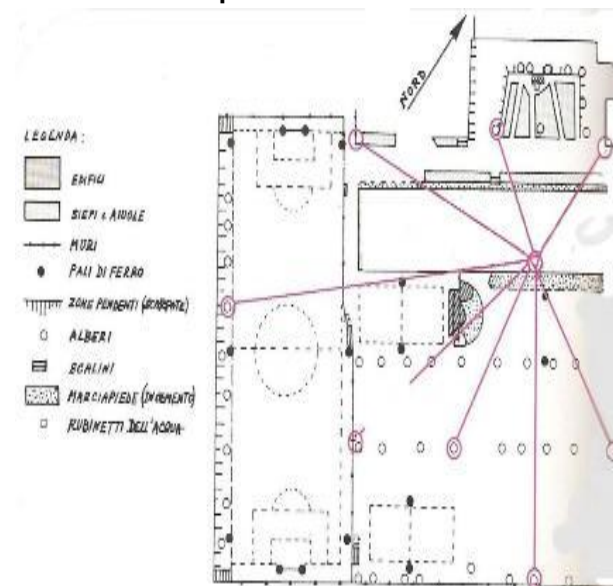 NORD
LEGENDA:
EDIFICI
SIEPI E AIUOLE
MURI
PALI DI FERRO
ZONE PENDENTI
ALBERI
SCALINI
MARCIAPIEDE
RUBINETTI DELL'ACQUA